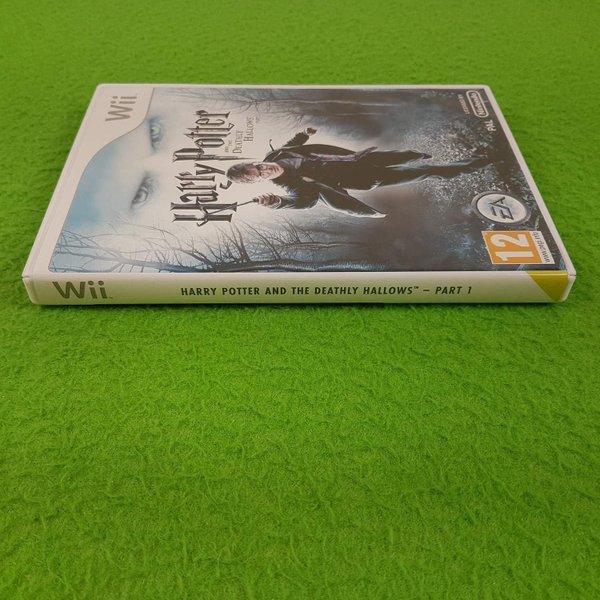 Wii
Harry Potter
AND THE
DEATHLY
HALLOWS
PAL
Nintendo
EA
12
www.pegi.info
Wii™
HARRY POTTER AND THE DEATHLY HALLOWS™ – PART 1